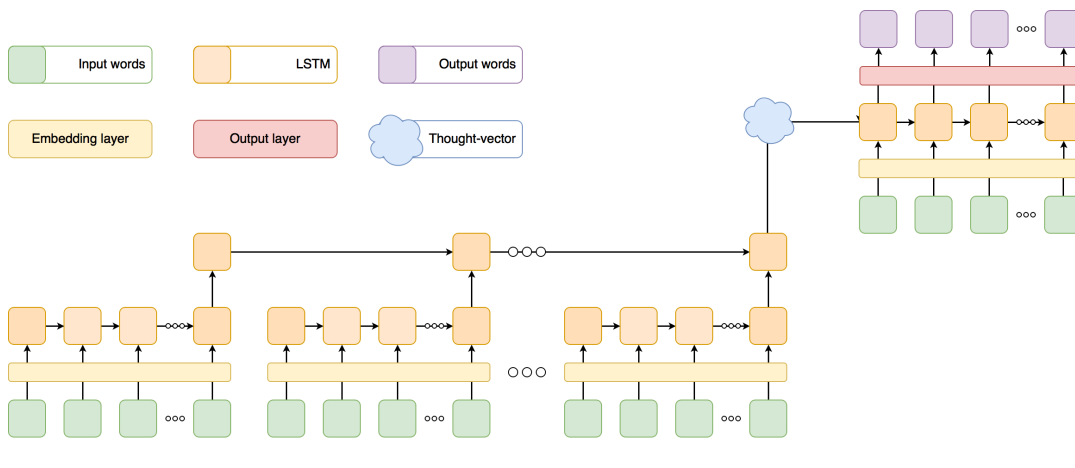 Input words
LSTM
Output words
Embedding layer
Output layer
Thought-vector